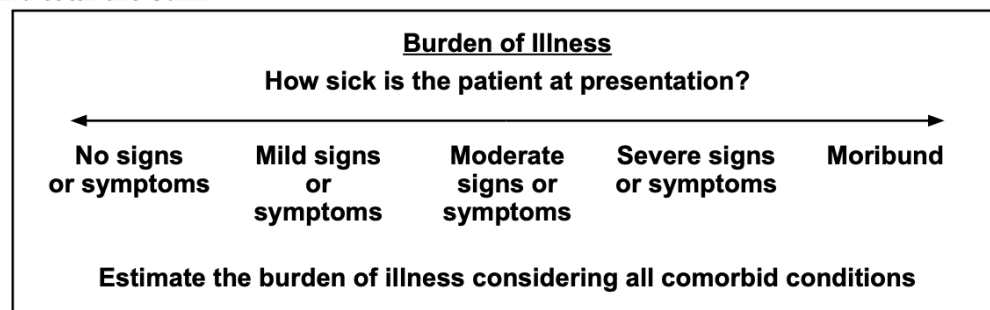 Burden of Illness
How sick is the patient at presentation?
No signs
or symptoms
Mild signs
or
symptoms
Moderate
signs or
symptoms
Severe signs
or symptoms
Moribund
Estimate the burden of illness considering all comorbid conditions